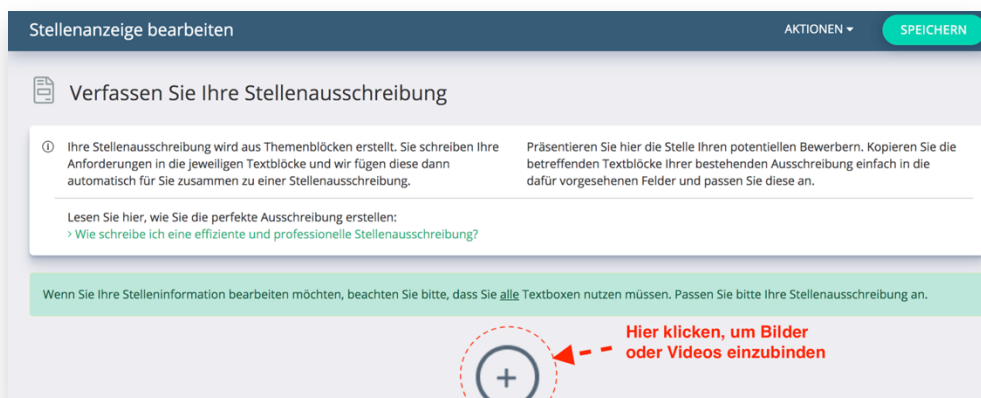 Stellenanzeige bearbeiten
AKTIONEN
SPEICHERN
Verfassen Sie Ihre Stellenausschreibung
Ihre Stellenausschreibung wird aus Themenblöcken erstellt. Sie schreiben Ihre
Anforderungen in die jeweiligen Textblöcke und wir fügen diese dann
automatisch für Sie zusammen zu einer Stellenausschreibung.
Präsentieren Sie hier die Stelle Ihren potentiellen Bewerbern. Kopieren Sie die
betreffenden Textblöcke Ihrer bestehenden Ausschreibung einfach in die
dafür vorgesehenen Felder und passen Sie diese an.
Lesen Sie hier, wie Sie die perfekte Ausschreibung erstellen:
> Wie schreibe ich eine effiziente und professionelle Stellenausschreibung?
Wenn Sie Ihre Stelleninformation bearbeiten möchten, beachten Sie bitte, dass Sie alle Textboxen nutzen müssen. Passen Sie bitte Ihre Stellenausschreibung an.
Hier klicken, um Bilder
oder Videos einzubinden